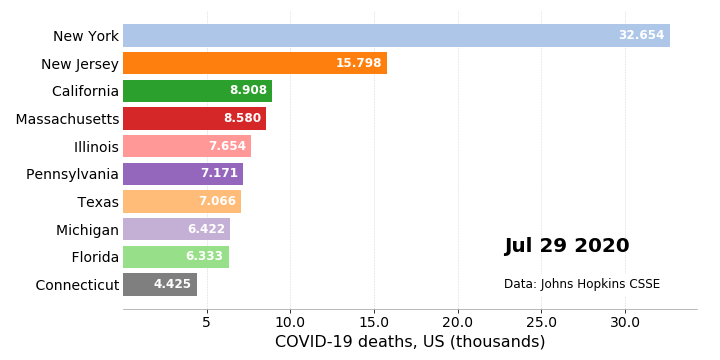 New York 32.654
New Jersey 15.798
California 8.908
Massachusetts 8.580
Illinois 7.654
Pennsylvania 7.171
Texas 7.066
Michigan 6.422
Jul 29 2020
Florida 6.333
Connecticut 4.425
Data: Johns Hopkins CSSE
5 10.0 15.0 20.0 25.0 30.0
COVID-19 deaths, US (thousands)